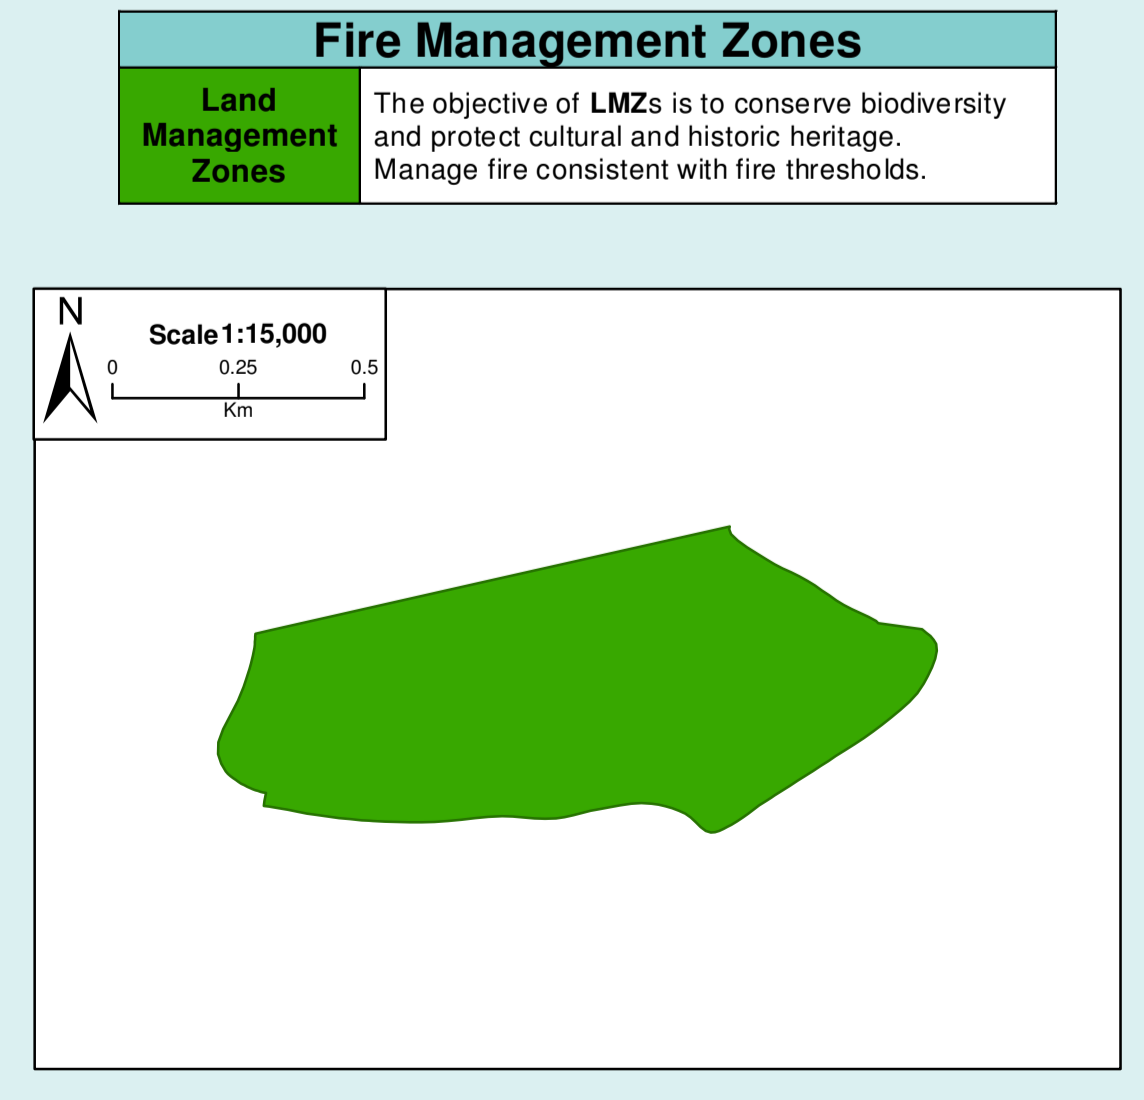 Fire Management Zones
Land
Management
Zones
The objective of LMZs is to conserve biodiversity
and protect cultural and historic heritage.
Manage fire consistent with fire thresholds.
N
Scale 1:15,000
0 0.25 0.5
Km